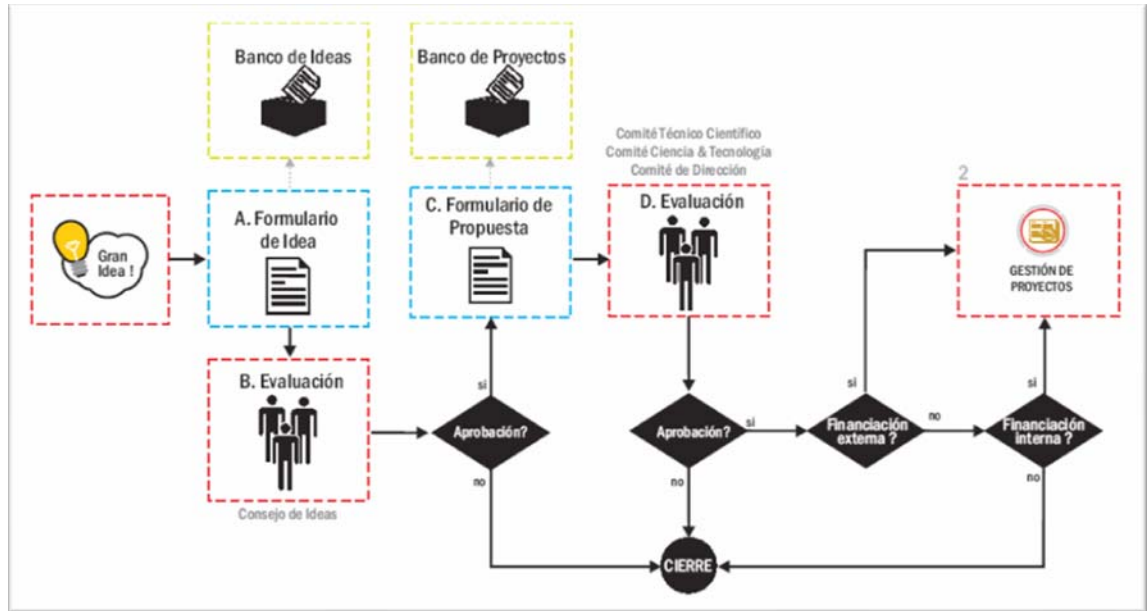 Banco de Ideas
Banco de Proyectos
Comité Técnico Científico
Comité Ciencia & Tecnología
Comité de Dirección
Gran
Idea !
A. Formulario
de Idea
C. Formulario de
Propuesta
D. Evaluación
2
GESTIÓN DE
PROYECTOS
B. Evaluación
Consejo de Ideas
si
Aprobación?
no
Aprobación?
si
no
si
Financiación
externa ?
no
si
Financiación
interna ?
no
CIERRE